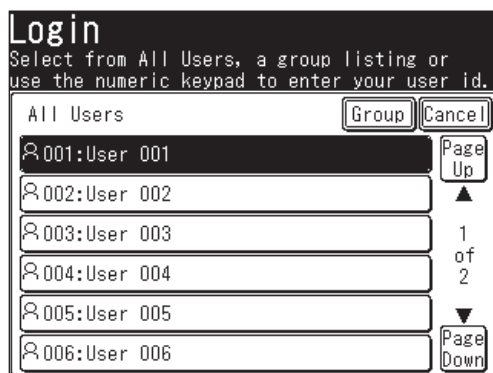 Login
Select from All Users, a group listing or
use the numeric keypad to enter your user id.
All Users
Group
Cancel
001:User 001
002:User 002
003:User 003
004:User 004
005:User 005
006:User 006
Page
Up
1
of
2
Page
Down